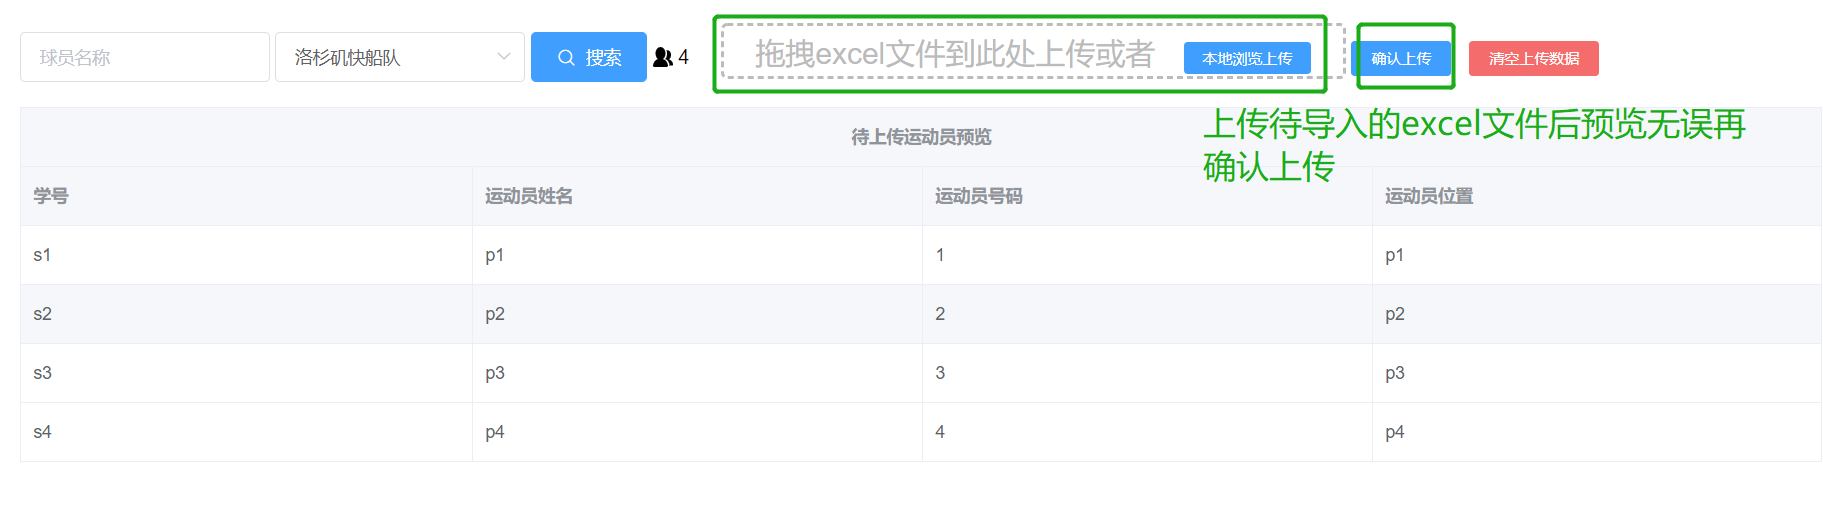 球员名称 洛杉矶快船队 搜索 4 拖拽excel文件到此处上传或者 本地浏览上传 确认上传 清空上传数据
上传待导入的excel文件后预览无误再
确认上传
待上传运动员预览
学号 运动员姓名 运动员号码 运动员位置
s1 p1 1 p1
s2 p2 2 p2
s3 p3 3 p3
s4 p4 4 p4